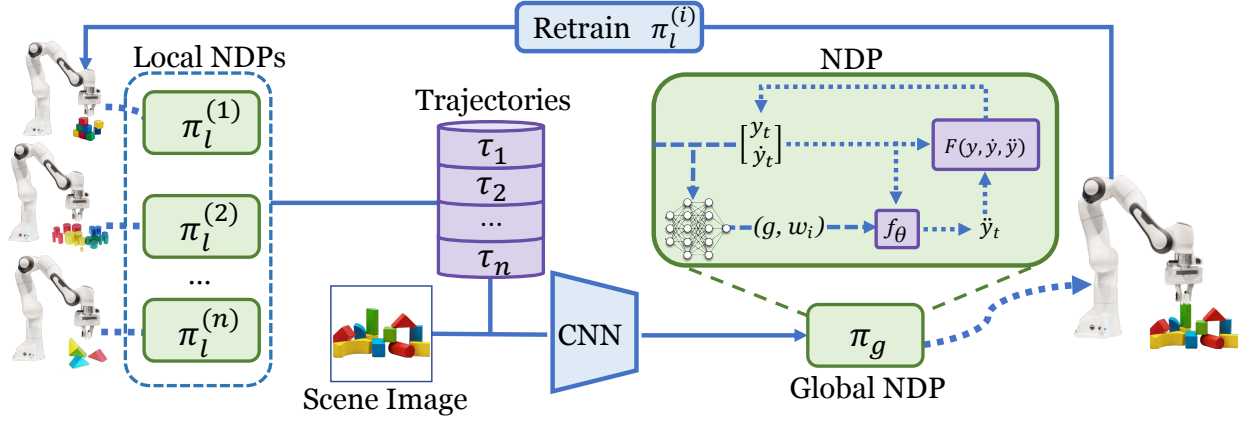 Retrain π_l^(i)
Local NDPs
π_l^(1)
π_l^(2)
...
π_l^(n)
Trajectories
τ_1
τ_2
...
τ_n
Scene Image
CNN
NDP
[y_t
ẏ_t]
F(y, ẏ, ÿ)
(g, w_i)
f_θ
ÿ_t
π_g
Global NDP